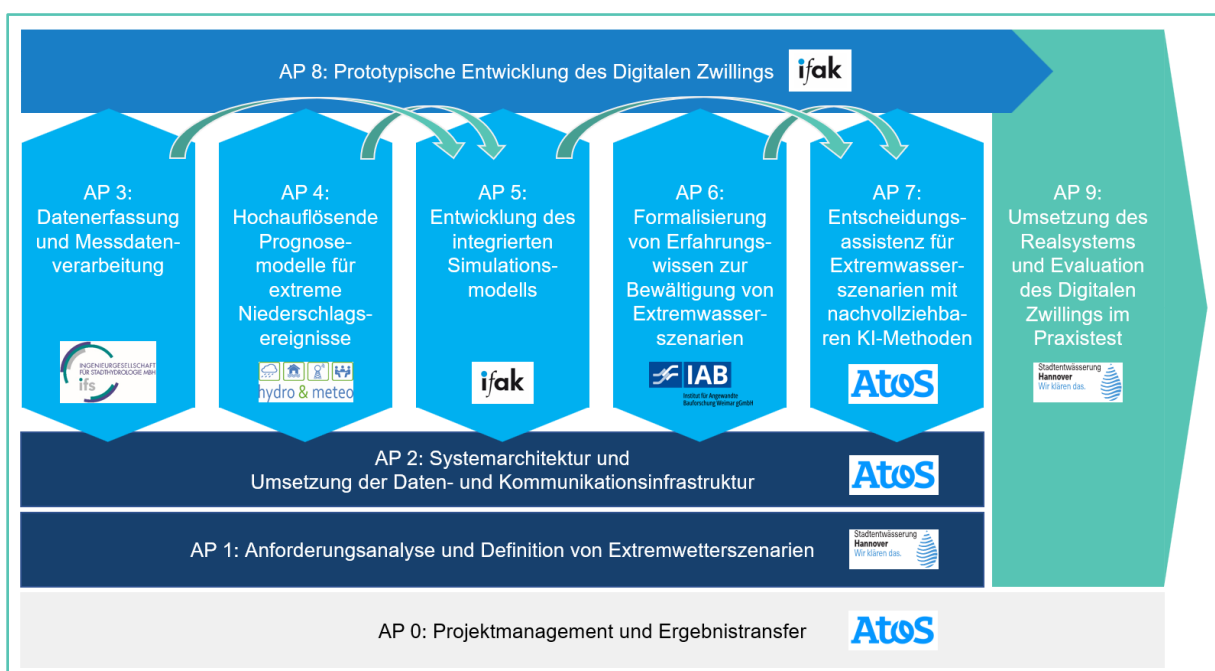 AP 8: Prototypische Entwicklung des Digitalen Zwillings
ifak
AP 3:
Datenerfassung
und Messdaten-
verarbeitung
INGENIEURGESELLSCHAFT
FÜR STADTHYDROLOGIE MBH
ifs
AP 4:
Hochauflösende
Prognose-
modelle für
extreme
Niederschlags-
ereignisse
hydro & meteo
AP 5:
Entwicklung des
integrierten
Simulations-
modells
ifak
AP 6:
Formalisierung
von Erfahrungs-
wissen zur
Bewältigung von
Extremwasser-
szenarien
IAB
Institut für Angewandte
Bauforschung Weimar gGmbH
AP 7:
Entscheidungs-
assistenz für
Extremwasser-
szenarien mit
nachvollziehba-
ren KI-Methoden
Atos
AP 9:
Umsetzung des
Realsystems
und Evaluation
des Digitalen
Zwillings im
Praxistest
Stadtentwässerung
Hannover
Wir klären das.
AP 2: Systemarchitektur und
Umsetzung der Daten- und Kommunikationsinfrastruktur
Atos
AP 1: Anforderungsanalyse und Definition von Extremwetterszenarien
Stadtentwässerung
Hannover
Wir klären das.
AP 0: Projektmanagement und Ergebnistransfer
Atos